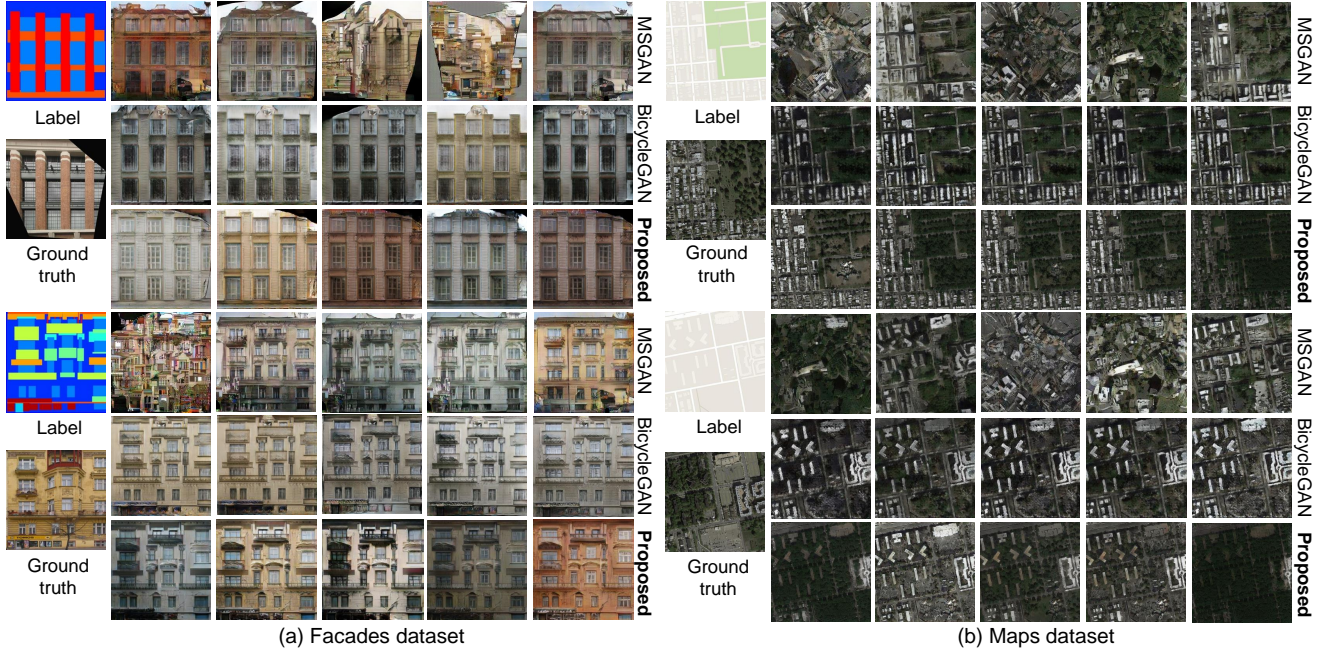 MSGAN
Label
BicycleGAN
Ground
truth
Proposed
MSGAN
Label
BicycleGAN
Ground
truth
Proposed
(a) Facades dataset
MSGAN
Label
BicycleGAN
Ground
truth
Proposed
MSGAN
Label
BicycleGAN
Ground
truth
Proposed
(b) Maps dataset